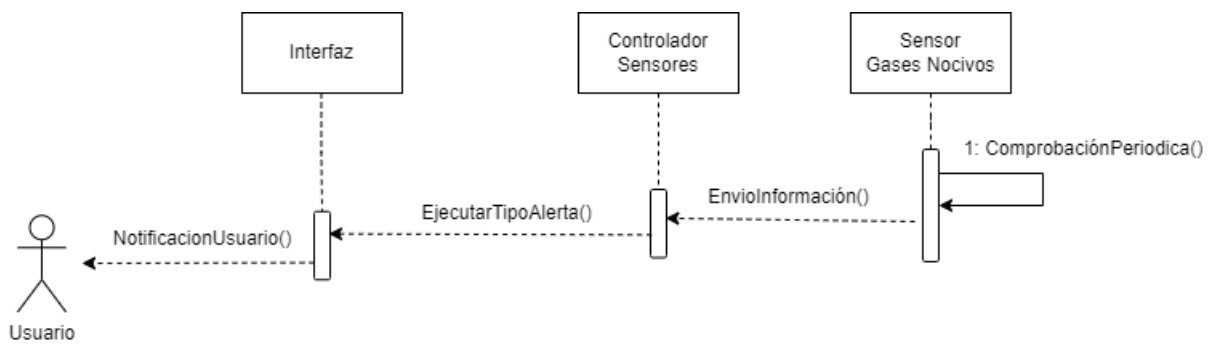 Interfaz
Controlador
Sensores
Sensor
Gases Nocivos
1: ComprobaciónPeriodica()
EnvioInformación()
EjecutarTipoAlerta()
NotificacionUsuario()
Usuario